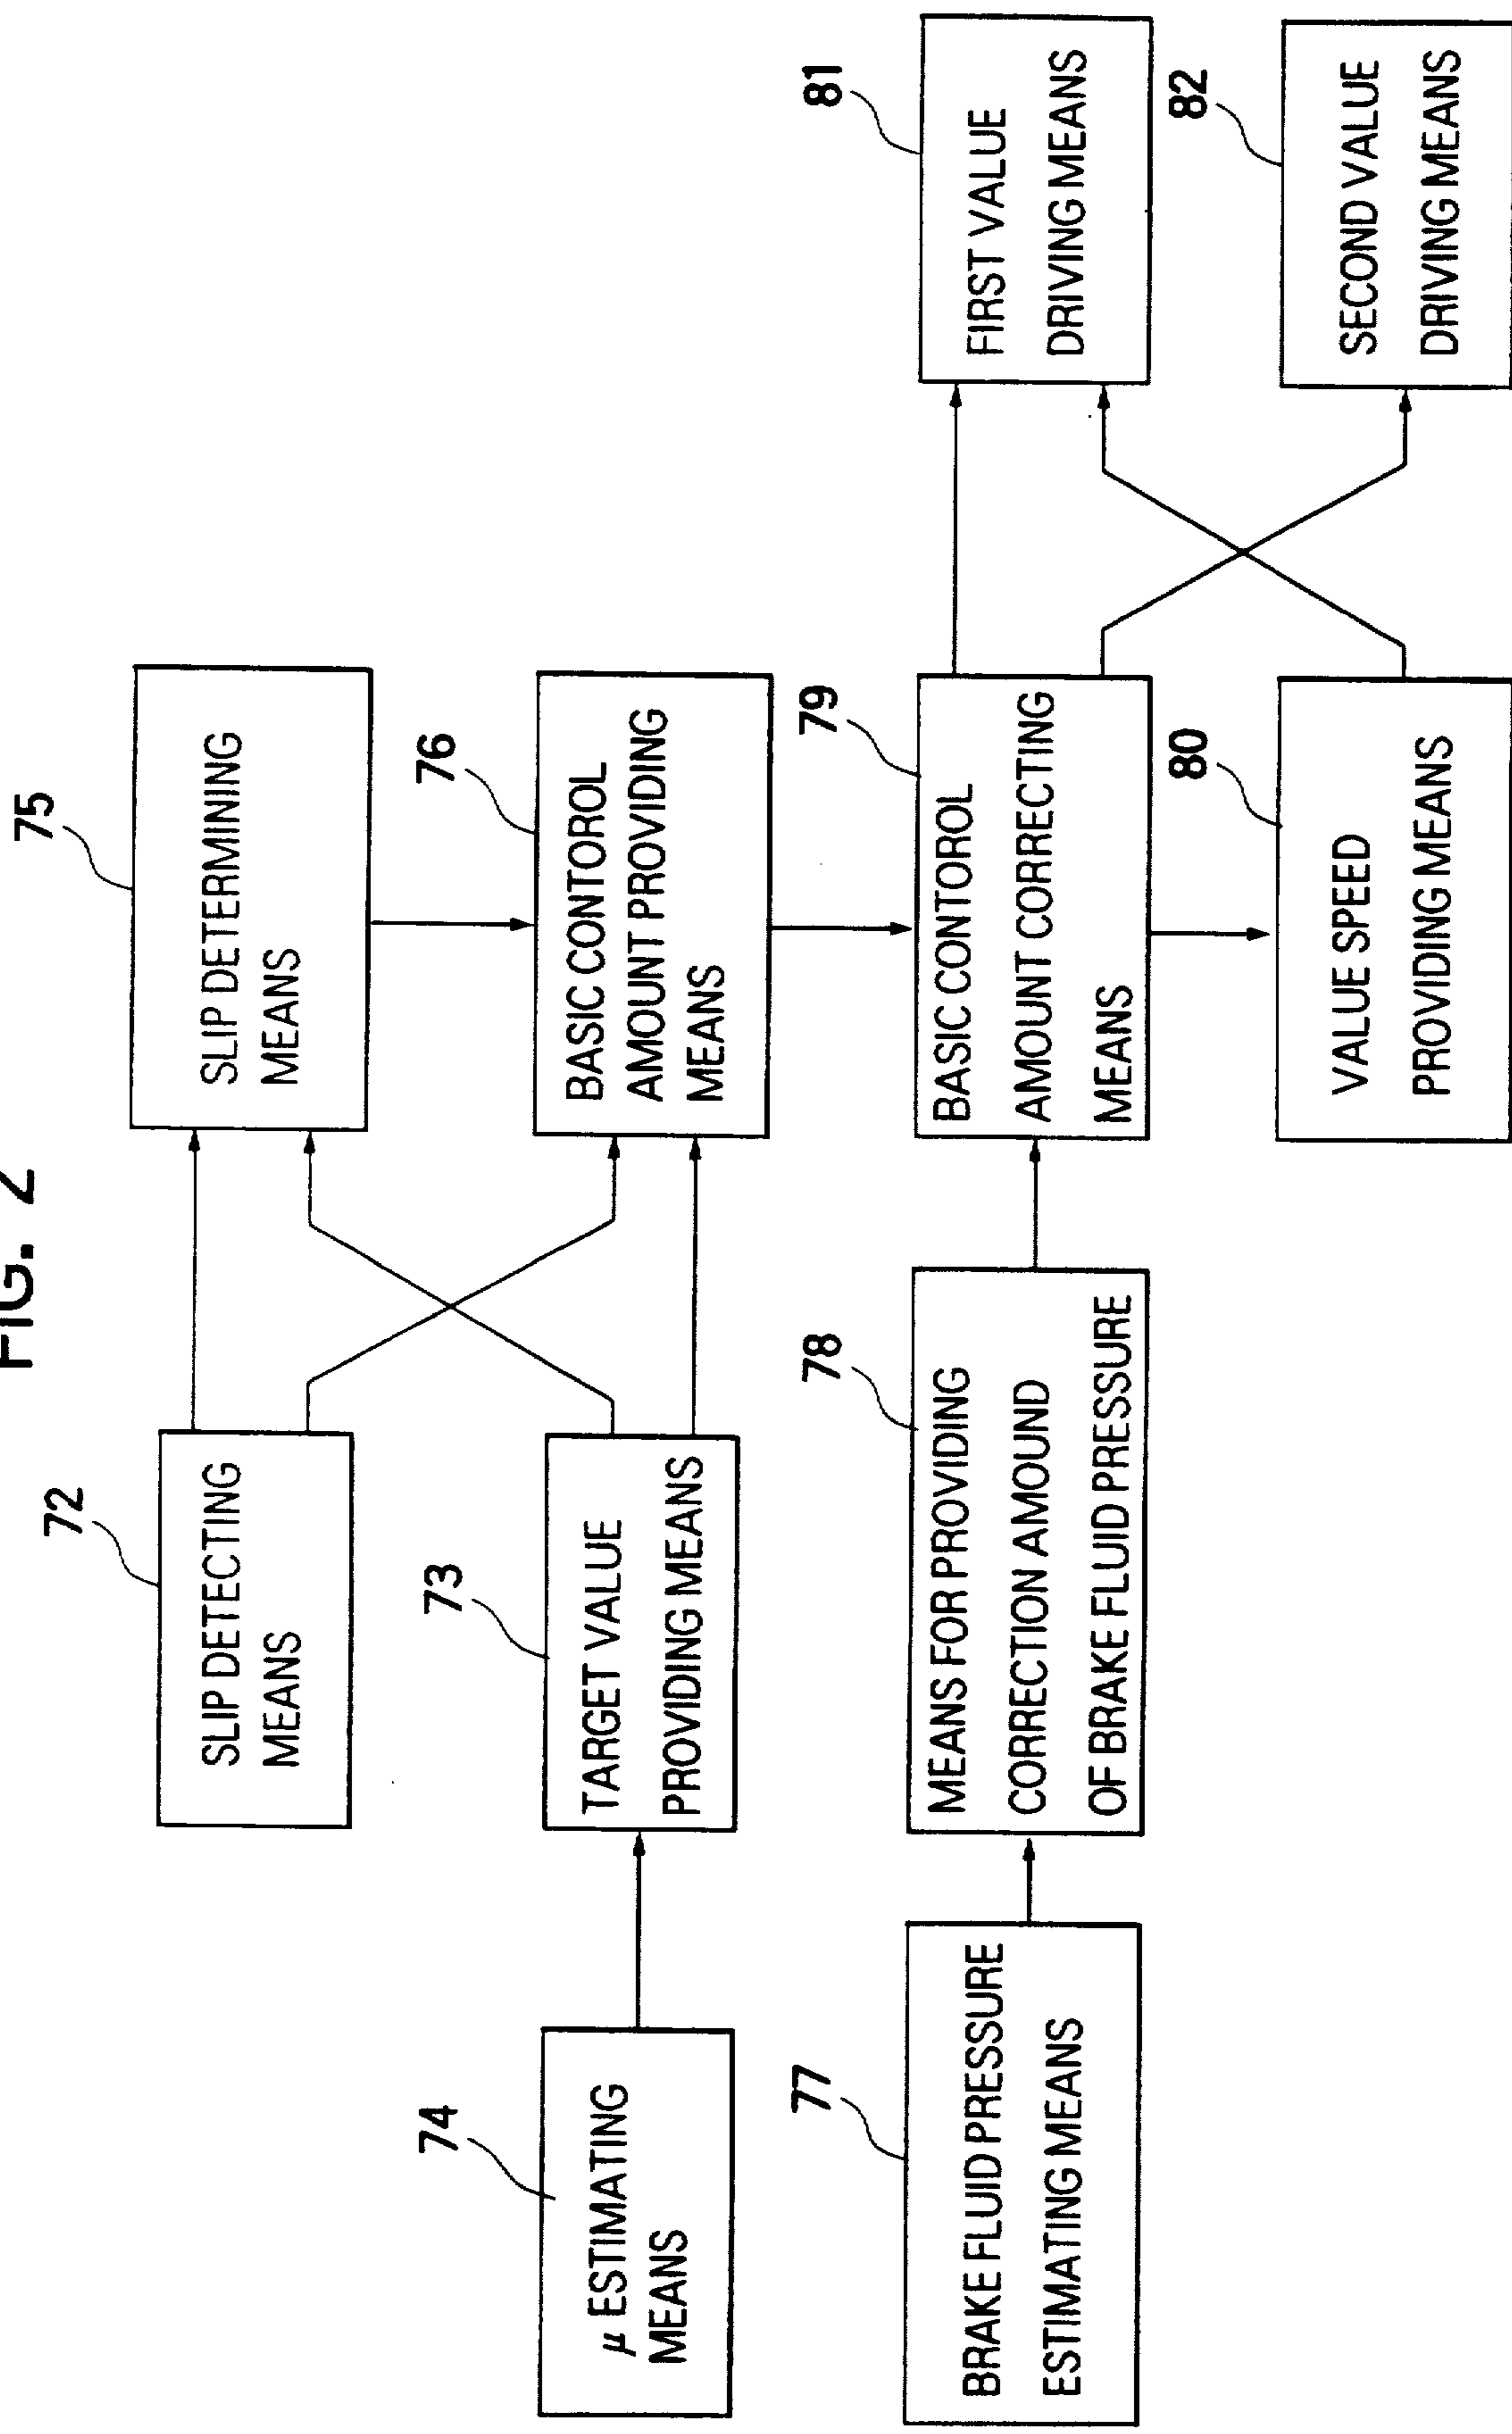 FIG. 2
75
SLIP DETERMINING
MEANS
72
SLIP DETECTING
MEANS
76
BASIC CONTOROL
AMOUNT PROVIDING
MEANS
73
TARGET VALUE
PROVIDING MEANS
74
μ ESTIMATING
MEANS
81
FIRST VALUE
DRIVING MEANS
79
BASIC CONTOROL
AMOUNT CORRECTING
MEANS
78
MEANS FOR PROVIDING
CORRECTION AMOUND
OF BRAKE FLUID PRESSURE
77
BRAKE FLUID PRESSURE
ESTIMATING MEANS
82
SECOND VALUE
DRIVING MEANS
80
VALUE SPEED
PROVIDING MEANS